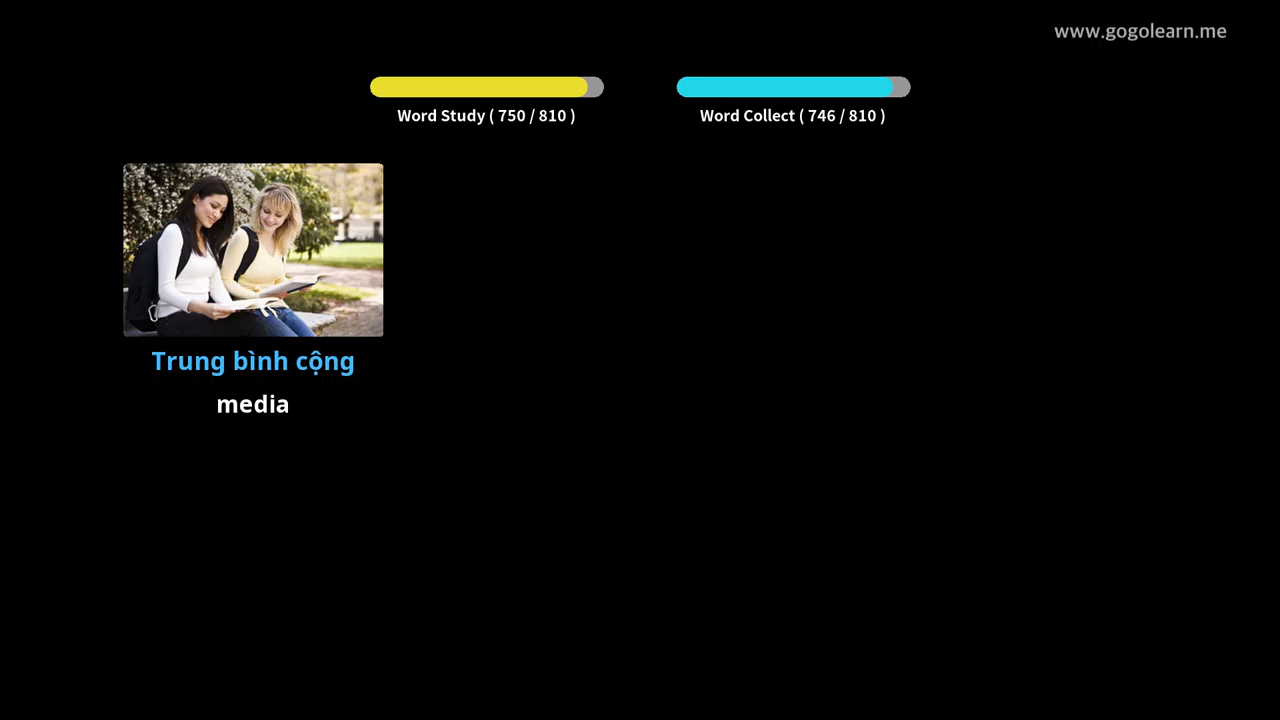 www.gogolearn.me
Word Study ( 750 / 810 )
Word Collect ( 746 / 810 )
Trung bình cộng
media